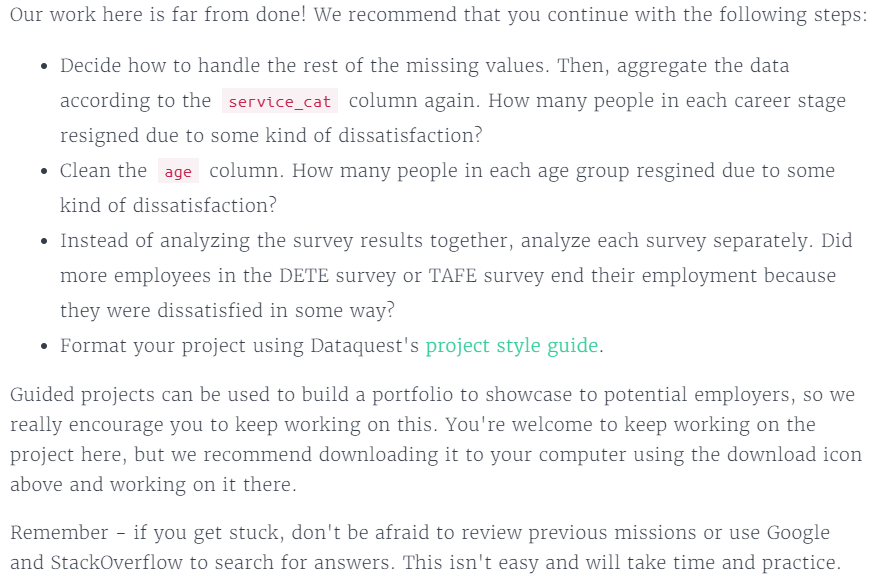 Our work here is far from done! We recommend that you continue with the following steps:
• Decide how to handle the rest of the missing values. Then, aggregate the data
according to the service_cat column again. How many people in each career stage
resigned due to some kind of dissatisfaction?
• Clean the age column. How many people in each age group resgined due to some
kind of dissatisfaction?
• Instead of analyzing the survey results together, analyze each survey separately. Did
more employees in the DETE survey or TAFE survey end their employment because
they were dissatisfied in some way?
• Format your project using Dataquest's project style guide.
Guided projects can be used to build a portfolio to showcase to potential employers, so we
really encourage you to keep working on this. You're welcome to keep working on the
project here, but we recommend downloading it to your computer using the download icon
above and working on it there.
Remember – if you get stuck, don't be afraid to review previous missions or use Google
and StackOverflow to search for answers. This isn't easy and will take time and practice.